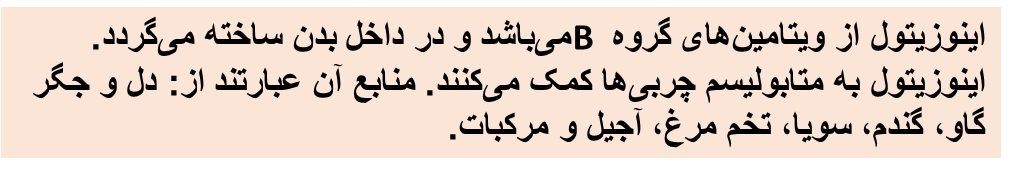 اینوزیتول از ویتامین‌های گروه Bمی‌باشد و در داخل بدن ساخته می‌گردد.
اینوزیتول به متابولیسم چربی‌ها کمک می‌کنند. منابع آن عبارتند از: دل و جگر
گاو، گندم، سویا، تخم مرغ، آجیل و مرکبات.